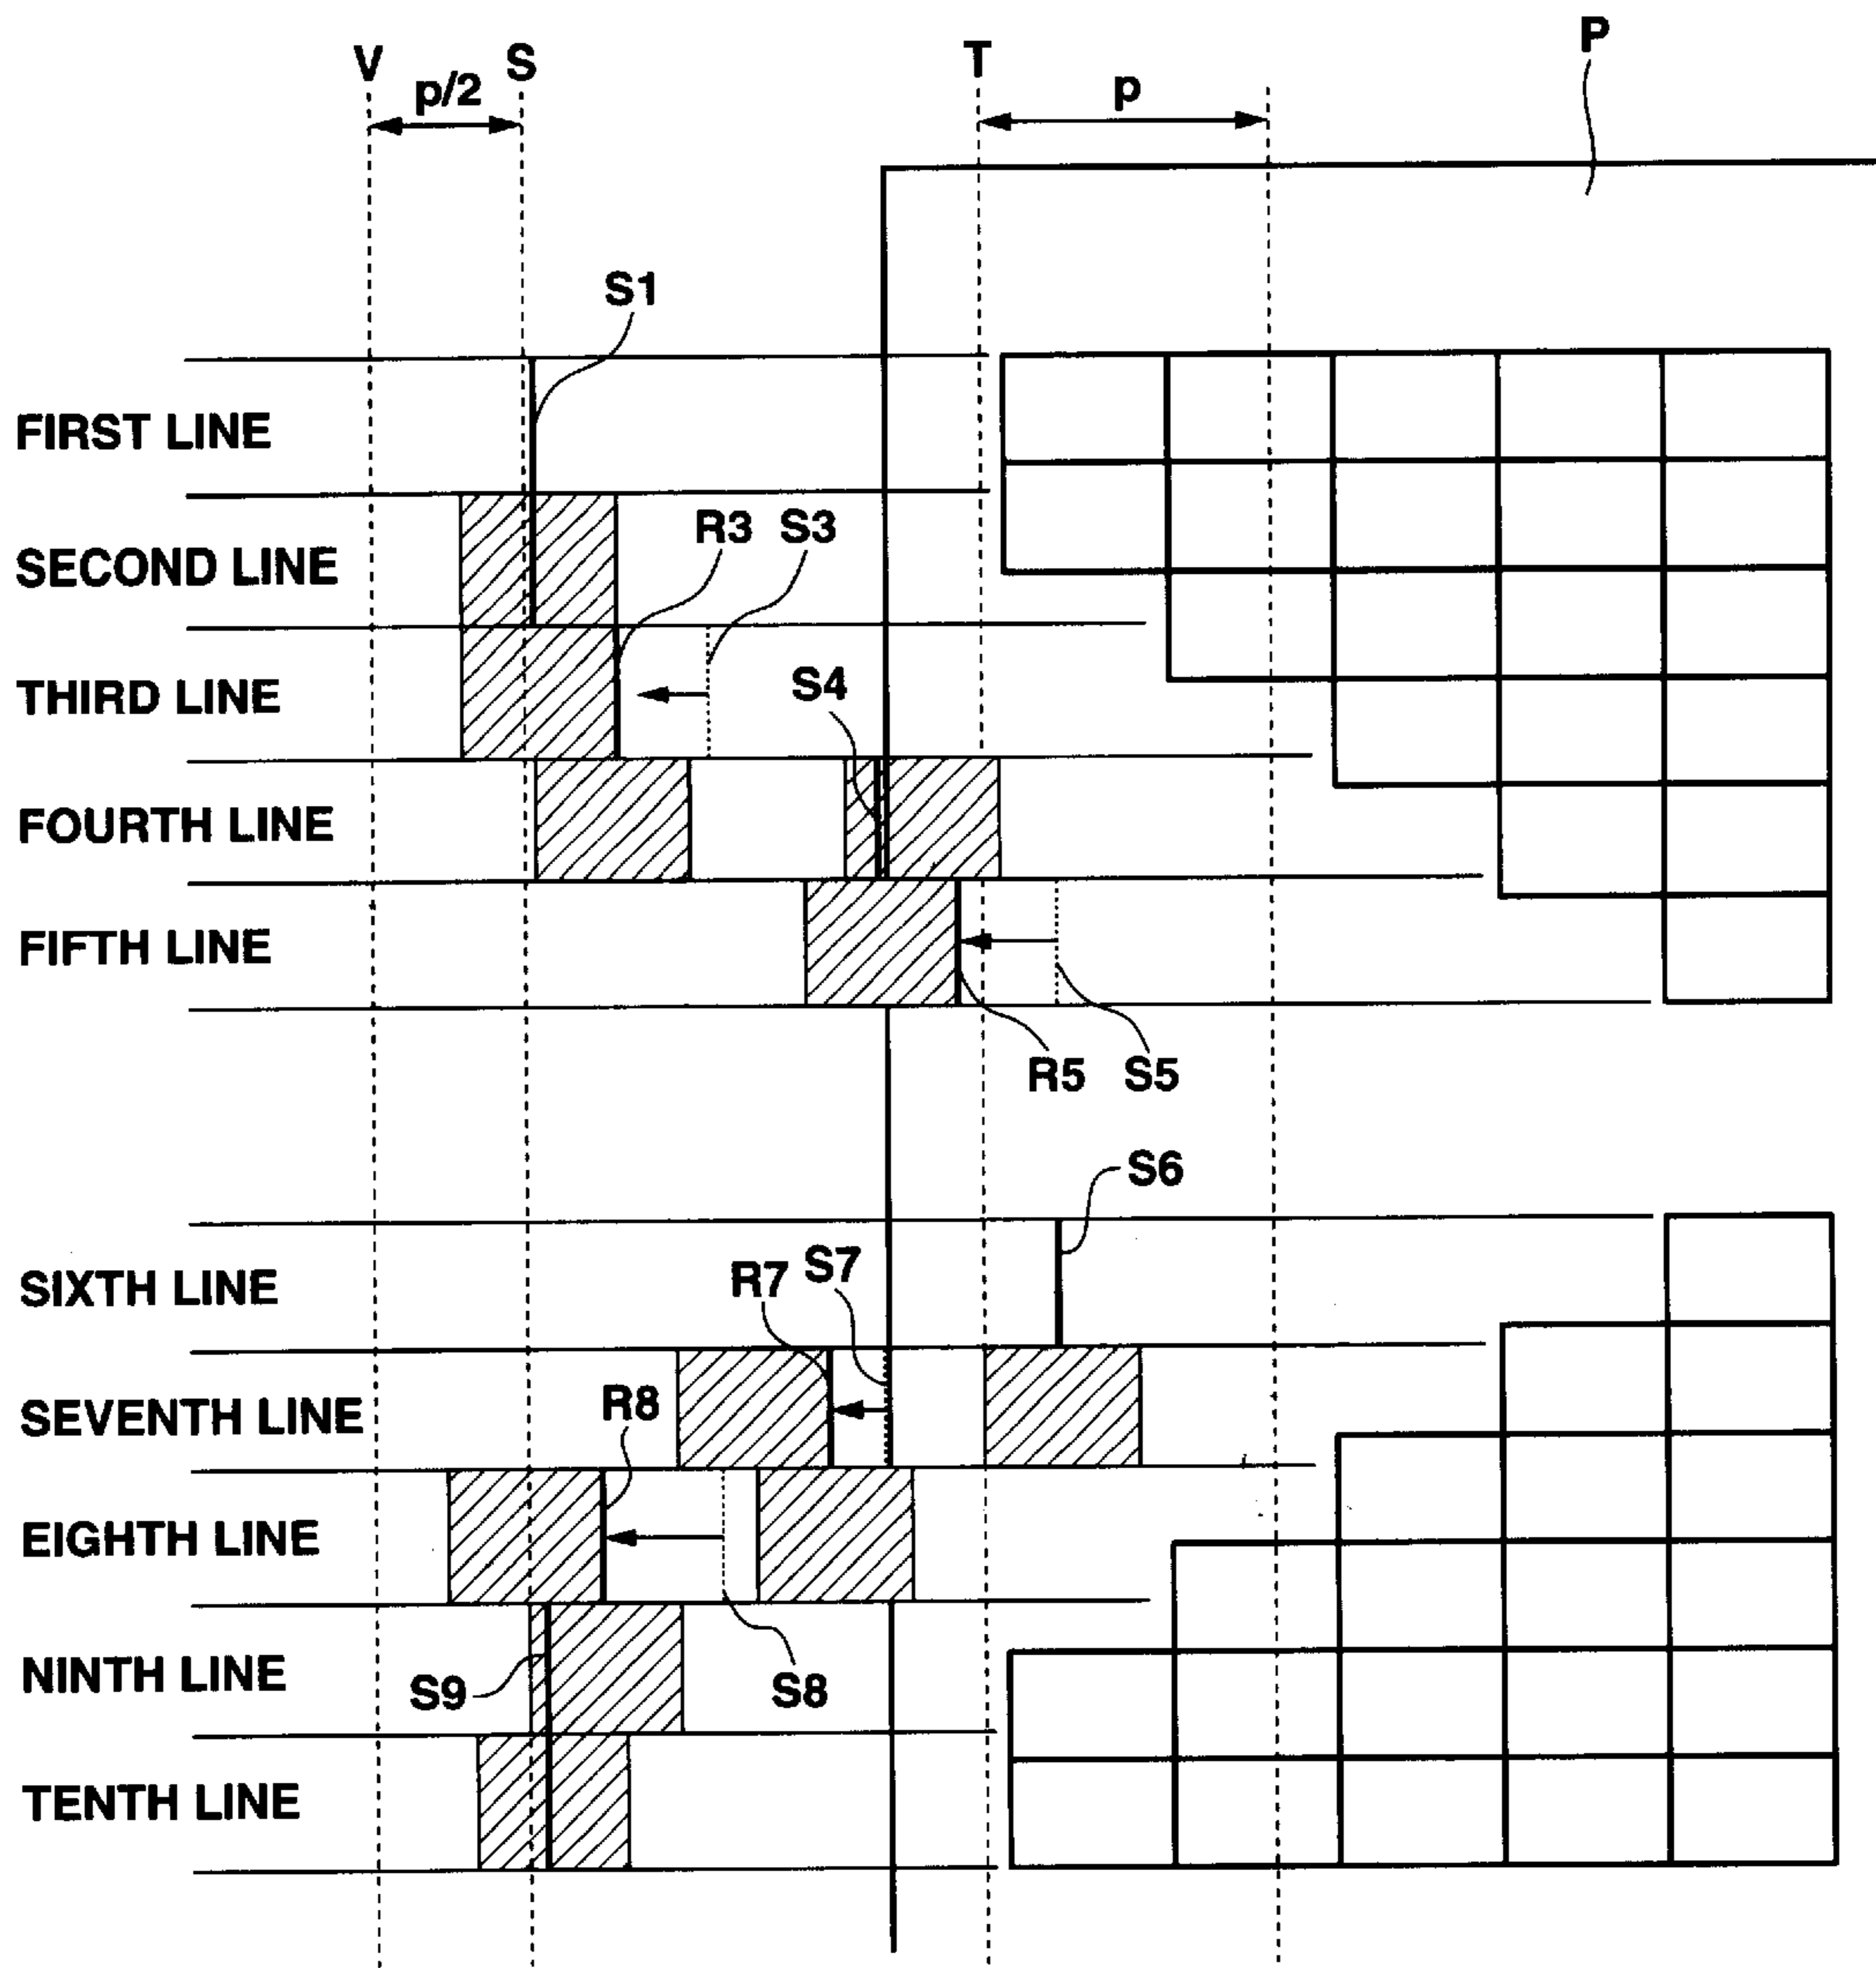 V p/2 S T p P
S1
FIRST LINE
R3 S3
SECOND LINE
THIRD LINE
S4
FOURTH LINE
FIFTH LINE
R5 S5
S6
SIXTH LINE
R7 S7
R8
SEVENTH LINE
EIGHTH LINE
NINTH LINE
S9 S8
TENTH LINE